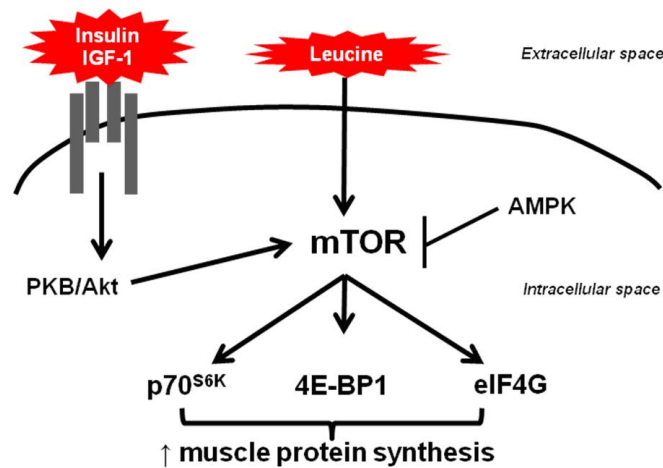 Insulin
IGF-1
Leucine
Extracellular space
AMPK
mTOR
PKB/Akt
Intracellular space
p70S6K 4E-BP1 eIF4G
↑ muscle protein synthesis